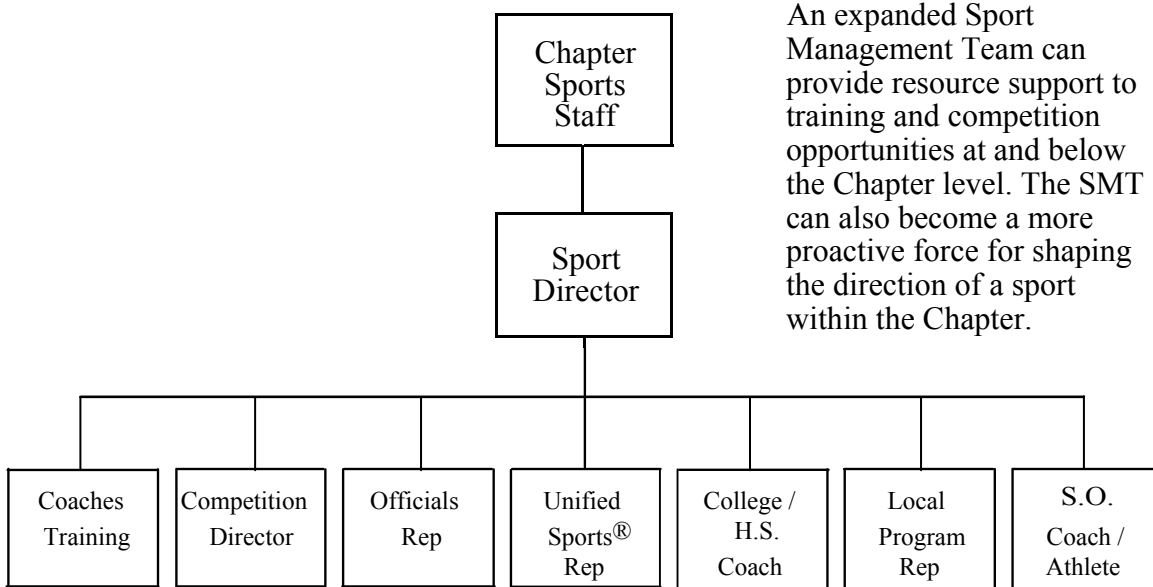 Chapter
Sports
Staff
An expanded Sport
Management Team can
provide resource support to
training and competition
opportunities at and below
the Chapter level. The SMT
can also become a more
proactive force for shaping
the direction of a sport
within the Chapter.
Sport
Director
Coaches
Training
Competition
Director
Officials
Rep
Unified
Sports®
Rep
College /
H.S.
Coach
Local
Program
Rep
S.O.
Coach /
Athlete